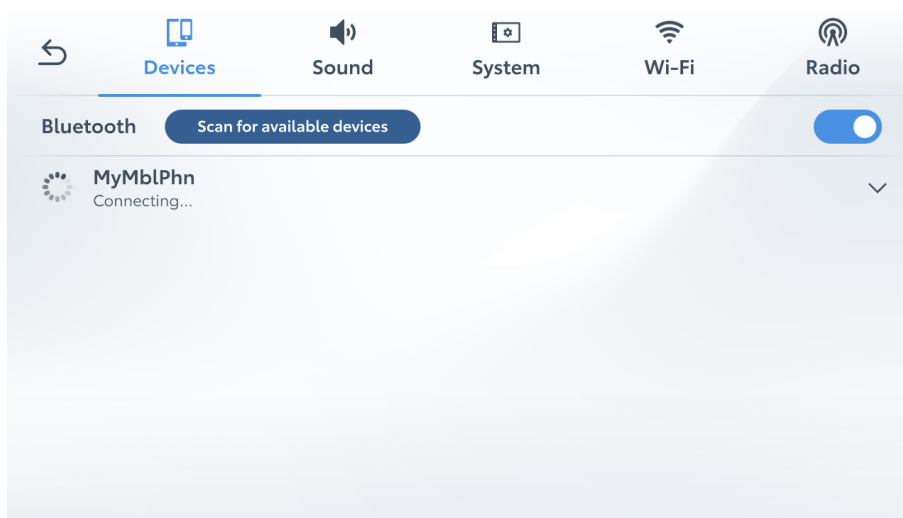 Devices
Sound
System
Wi-Fi
Radio
Bluetooth
Scan for available devices
MyMblPhn
Connecting...